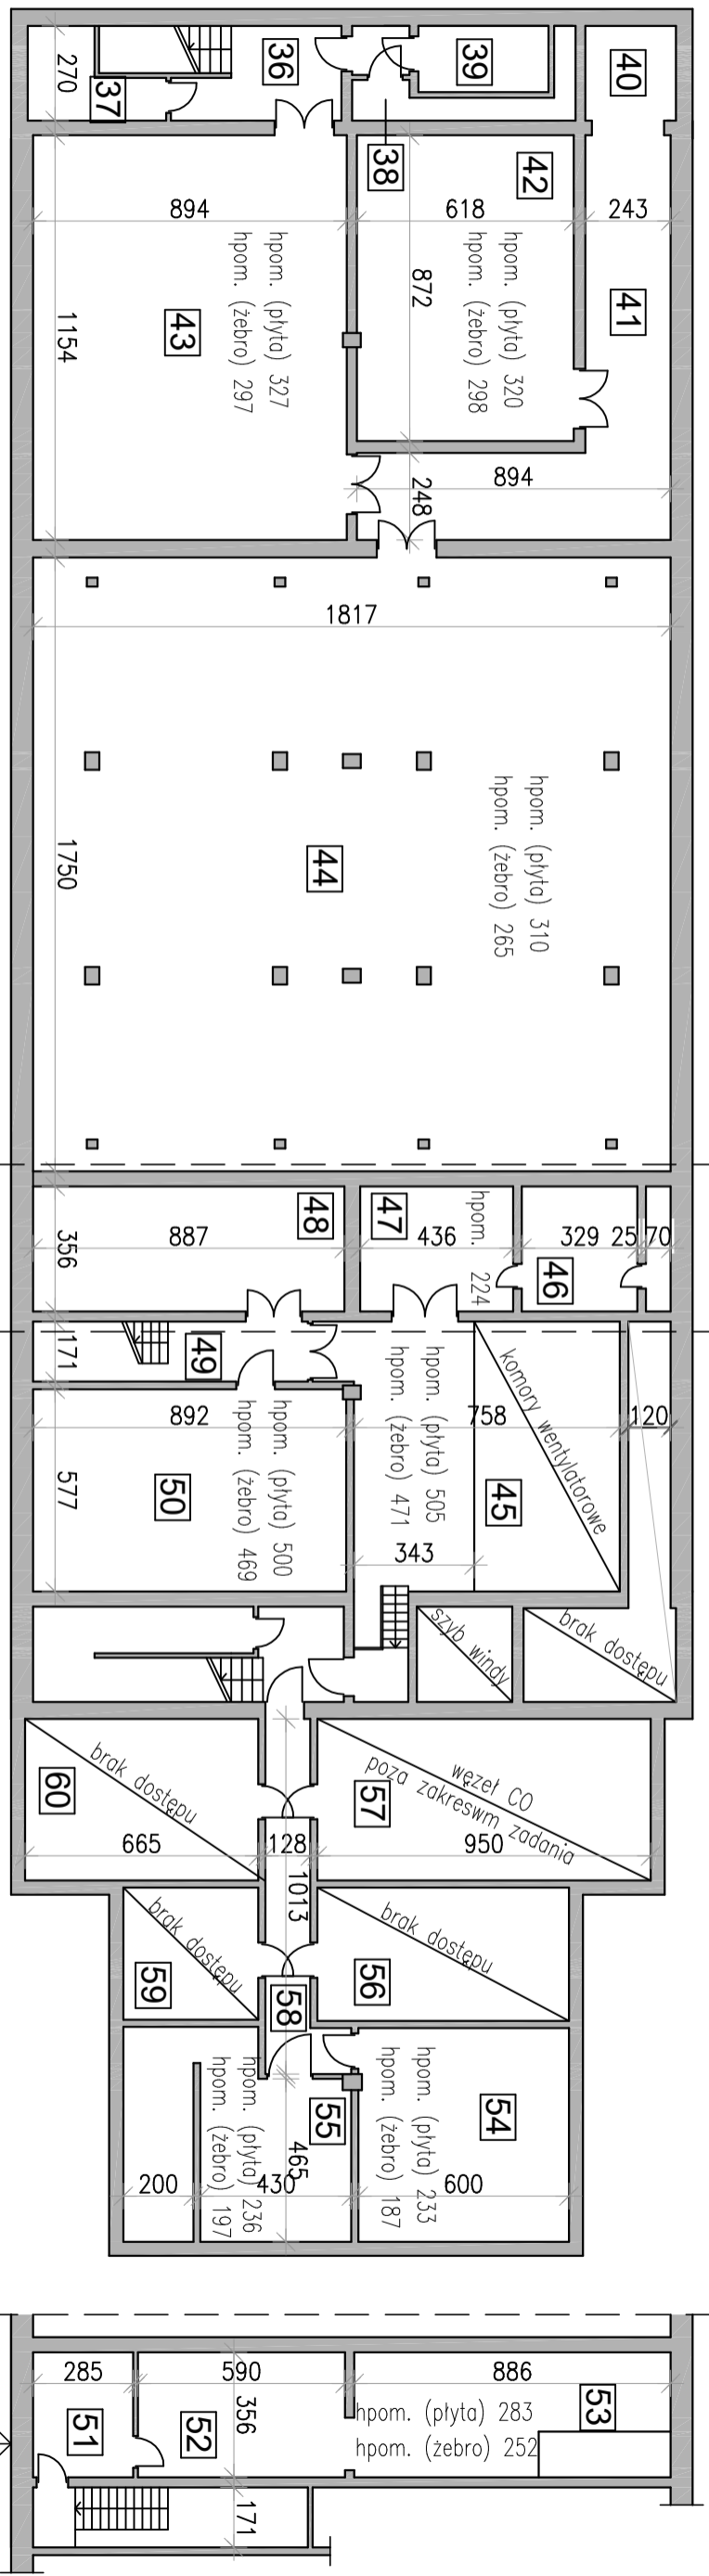 36
39
40
270
37
38
42
894
618
243
hpom. (płyta) 327
hpom. (żebro) 297
hpom. (płyta) 320
hpom. (żebro) 298
872
41
43
1154
894
248
1817
hpom. (płyta) 310
hpom. (żebro) 265
44
1750
48
47
hpom. 224
887
436
329
25
70
356
46
171
49
hpom. (płyta) 505
hpom. (żebro) 471
komory wentylatorowe
892
758
120
hpom. (płyta) 500
hpom. (żebro) 469
577
50
45
343
szyb windy
brak dostępu
brak dostępu
60
57
węzeł CO
poza zakreswm zadania
665
128
950
1013
brak dostępu
59
58
brak dostępu
56
hpom. (płyta) 236
hpom. (żebro) 197
55
hpom. (płyta) 233
hpom. (żebro) 187
54
465
200
430
600
285
590
886
356
51
52
53
hpom. (płyta) 283
hpom. (żebro) 252
171